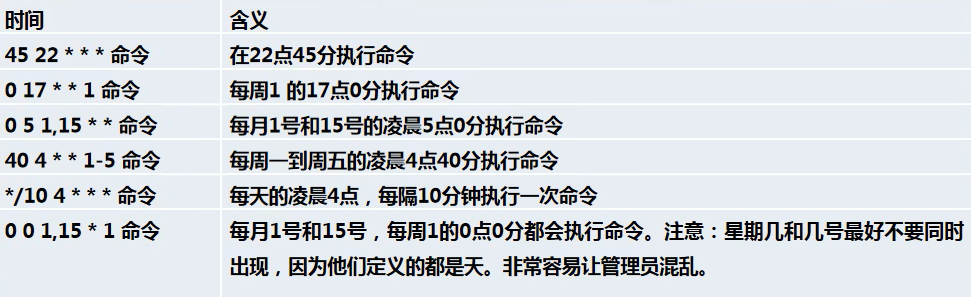 时间 含义
45 22 * * * 命令 在22点45分执行命令
0 17 * * 1 命令 每周1 的17点0分执行命令
0 5 1,15 * * 命令 每月1号和15号的凌晨5点0分执行命令
40 4 * * 1-5 命令 每周一到周五的凌晨4点40分执行命令
*/10 4 * * * 命令 每天的凌晨4点，每隔10分钟执行一次命令
0 0 1,15 * 1 命令 每月1号和15号，每周1的0点0分都会执行命令。注意：星期几和几号最好不要同时
出现，因为他们定义的都是天。非常容易让管理员混乱。